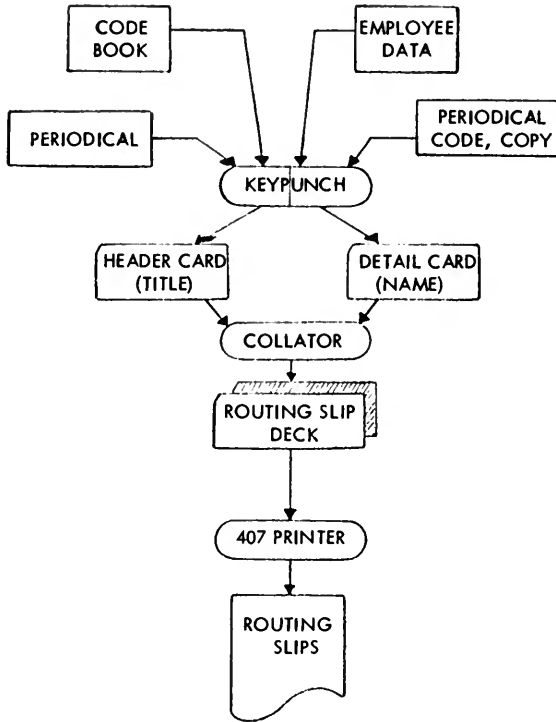 CODE
BOOK
EMPLOYEE
DATA
PERIODICAL
PERIODICAL
CODE, COPY
KEYPUNCH
HEADER CARD
(TITLE)
DETAIL CARD
(NAME)
COLLATOR
ROUTING SLIP
DECK
407 PRINTER
ROUTING
SLIPS